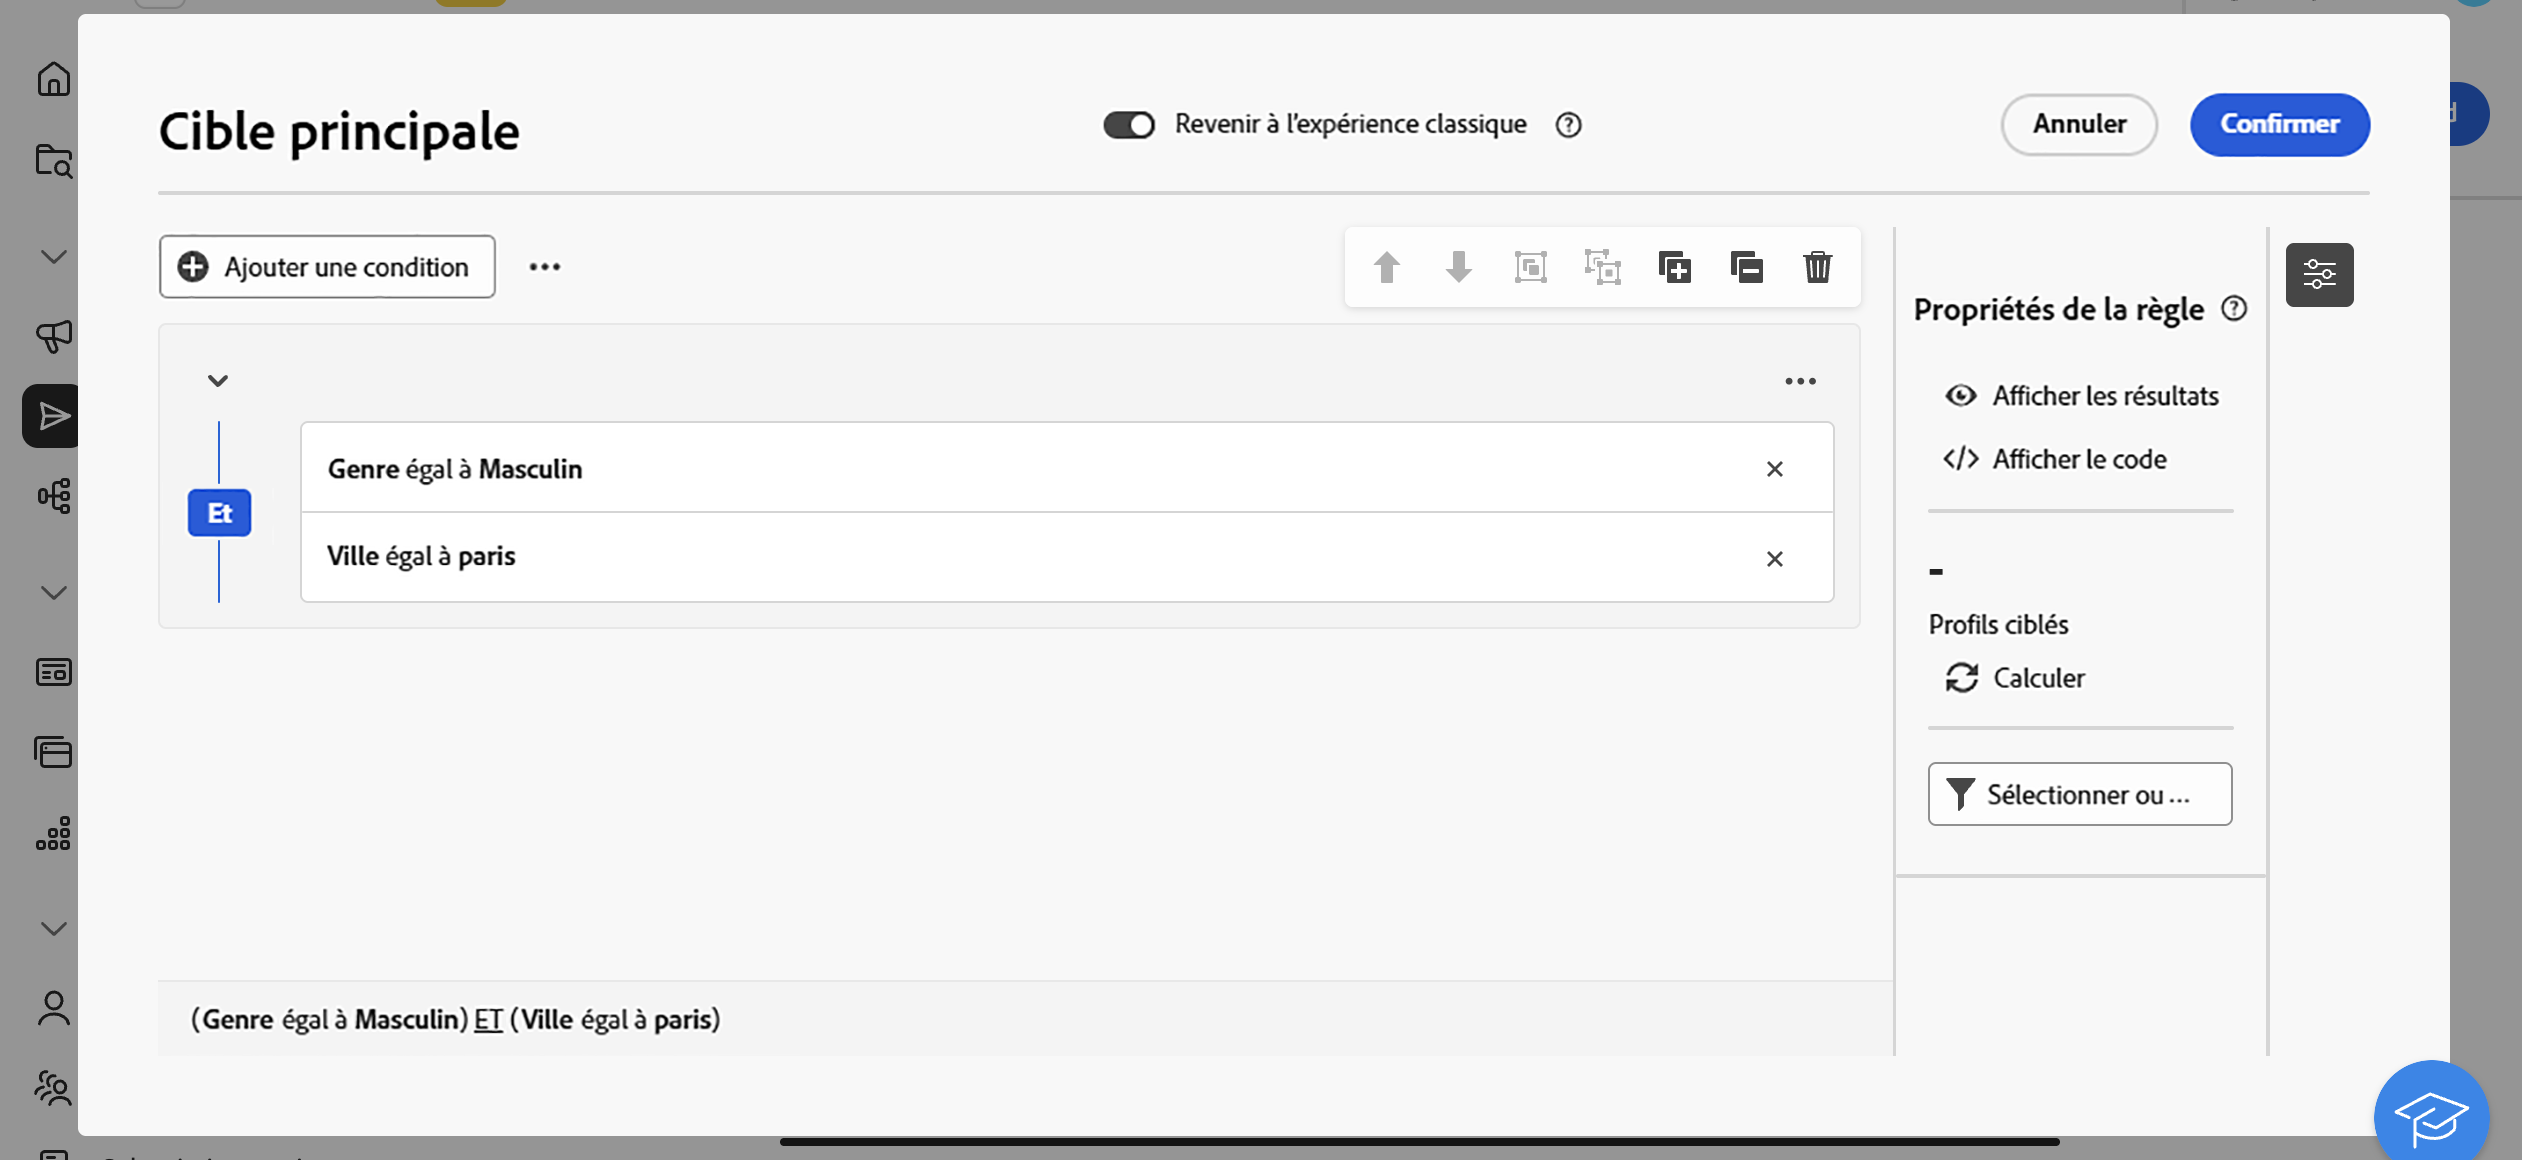 Cible principale
Revenir à l'expérience classique
Annuler
Confirmer
Ajouter une condition
Propriétés de la règle
Afficher les résultats
Afficher le code
Genre égal à Masculin
Et
Ville égal à paris
-
Profils ciblés
Calculer
Sélectionner ou ...
(Genre égal à Masculin) ET (Ville égal à paris)